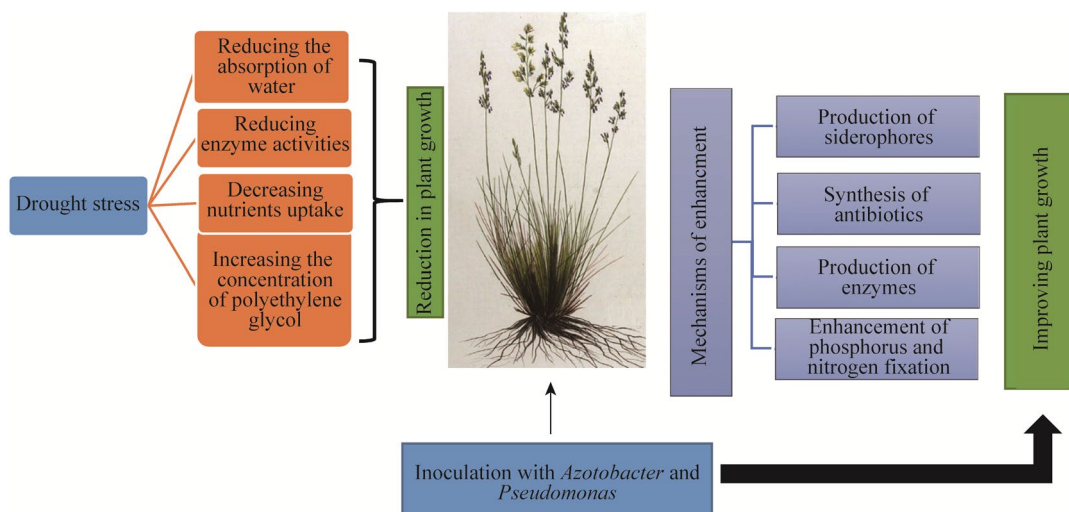 Drought stress
Reducing the
absorption of
water
Reducing
enzyme activities
Decreasing
nutrients uptake
Increasing the
concentration
of polyethylene
glycol
Reduction in plant growth
Mechanisms of enhancment
Production of
siderophores
Synthesis of
antibiotics
Production of
enzymes
Enhancement of
phosphorus and
nitrogen fixation
Improving plant growth
Inoculation with Azotobacter and
Pseudomonas